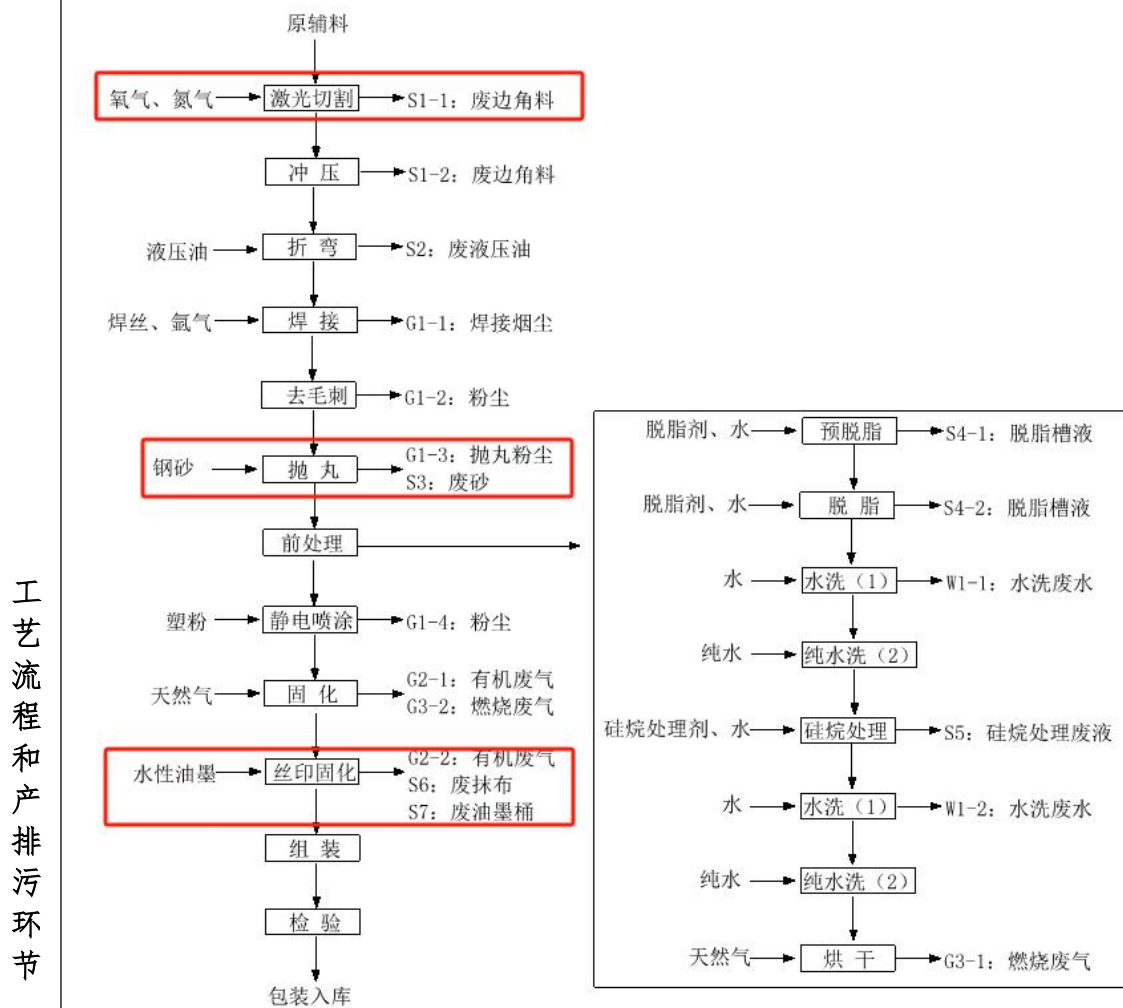 工艺流程和产排污环节
原辅料
氧气、氮气 激光切割 S1-1：废边角料
冲 压 S1-2：废边角料
液压油 折 弯 S2：废液压油
焊丝、氩气 焊 接 G1-1：焊接烟尘
去毛刺 G1-2：粉尘
钢砂 抛 丸 G1-3：抛丸粉尘
S3：废砂
前处理
塑粉 静电喷涂 G1-4：粉尘
天然气 固 化 G2-1：有机废气
G3-2：燃烧废气
水性油墨 丝印固化 G2-2：有机废气
S6：废抹布
S7：废油墨桶
组 装
检 验
包装入库
脱脂剂、水 预脱脂 S4-1：脱脂槽液
脱脂剂、水 脱 脂 S4-2：脱脂槽液
水 水洗（1） W1-1：水洗废水
纯水 纯水洗（2）
硅烷处理剂、水 硅烷处理 S5：硅烷处理废液
水 水洗（1） W1-2：水洗废水
纯水 纯水洗（2）
天然气 烘 干 G3-1：燃烧废气